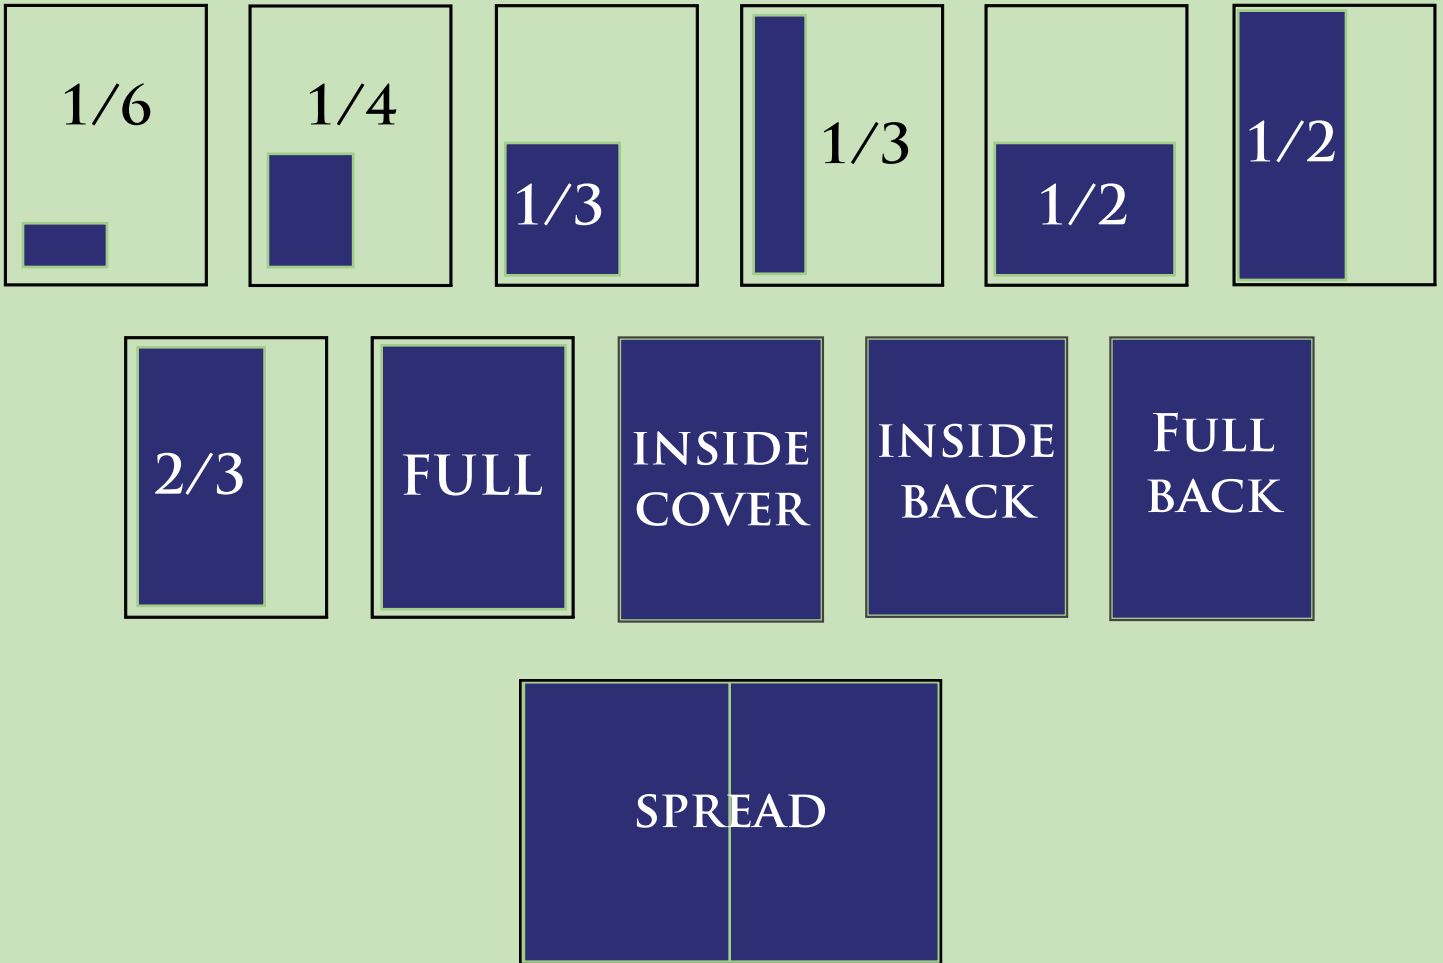 1/6
1/4
1/3
1/3
1/2
1/2
2/3
FULL
INSIDE
COVER
INSIDE
BACK
FULL
BACK
SPREAD